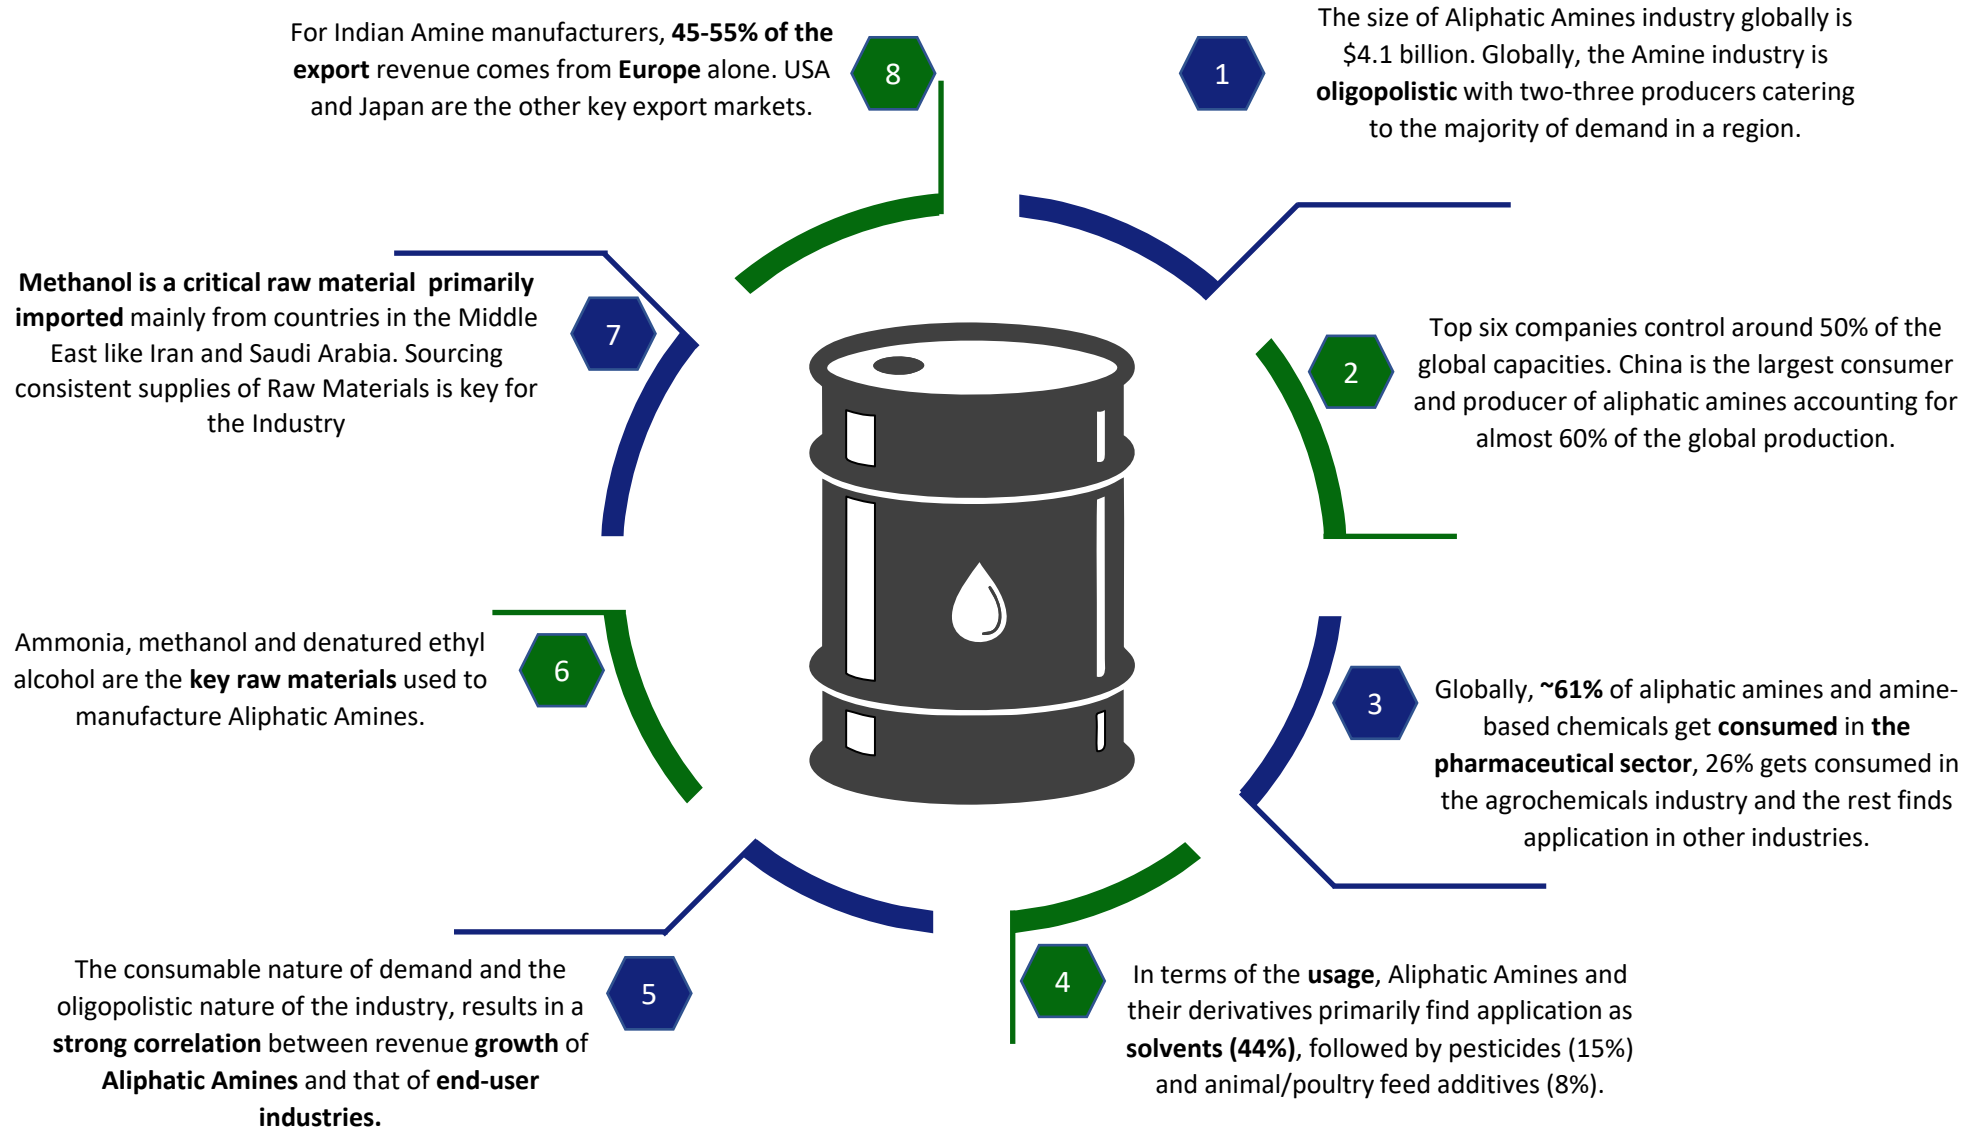 1
The size of Aliphatic Amines industry globally is
$4.1 billion. Globally, the Amine industry is
oligopolistic with two-three producers catering
to the majority of demand in a region.
2
Top six companies control around 50% of the
global capacities. China is the largest consumer
and producer of aliphatic amines accounting for
almost 60% of the global production.
3
Globally, ~61% of aliphatic amines and amine-
based chemicals get consumed in the
pharmaceutical sector, 26% gets consumed in
the agrochemicals industry and the rest finds
application in other industries.
4
In terms of the usage, Aliphatic Amines and
their derivatives primarily find application as
solvents (44%), followed by pesticides (15%)
and animal/poultry feed additives (8%).
5
The consumable nature of demand and the
oligopolistic nature of the industry, results in a
strong correlation between revenue growth of
Aliphatic Amines and that of end-user
industries.
6
Ammonia, methanol and denatured ethyl
alcohol are the key raw materials used to
manufacture Aliphatic Amines.
7
Methanol is a critical raw material primarily
imported mainly from countries in the Middle
East like Iran and Saudi Arabia. Sourcing
consistent supplies of Raw Materials is key for
the Industry
8
For Indian Amine manufacturers, 45-55% of the
export revenue comes from Europe alone. USA
and Japan are the other key export markets.